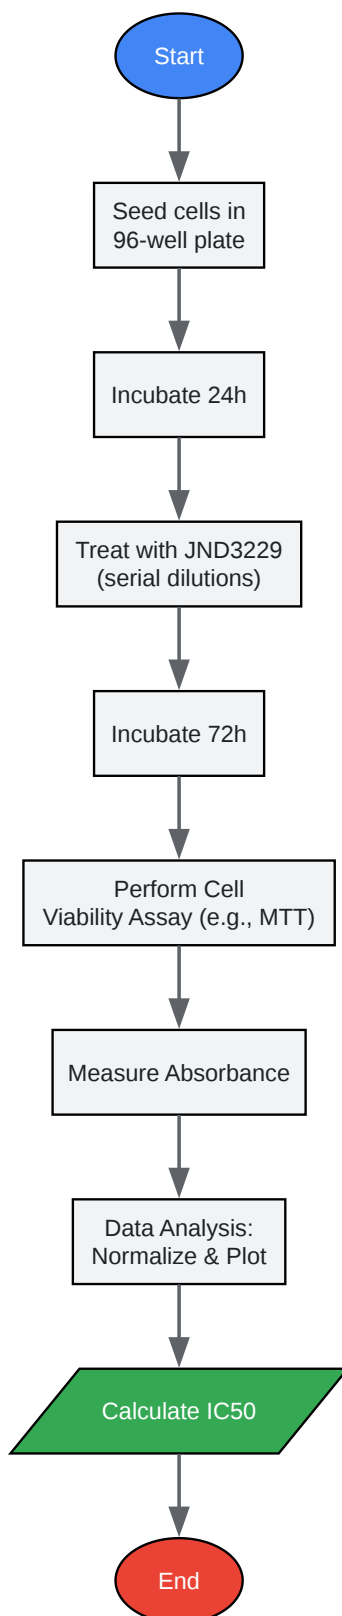 Start
Seed cells in
96-well plate
Incubate 24h
Treat with JND3229
(serial dilutions)
Incubate 72h
Perform Cell
Viability Assay (e.g., MTT)
Measure Absorbance
Data Analysis:
Normalize & Plot
Calculate IC50
End